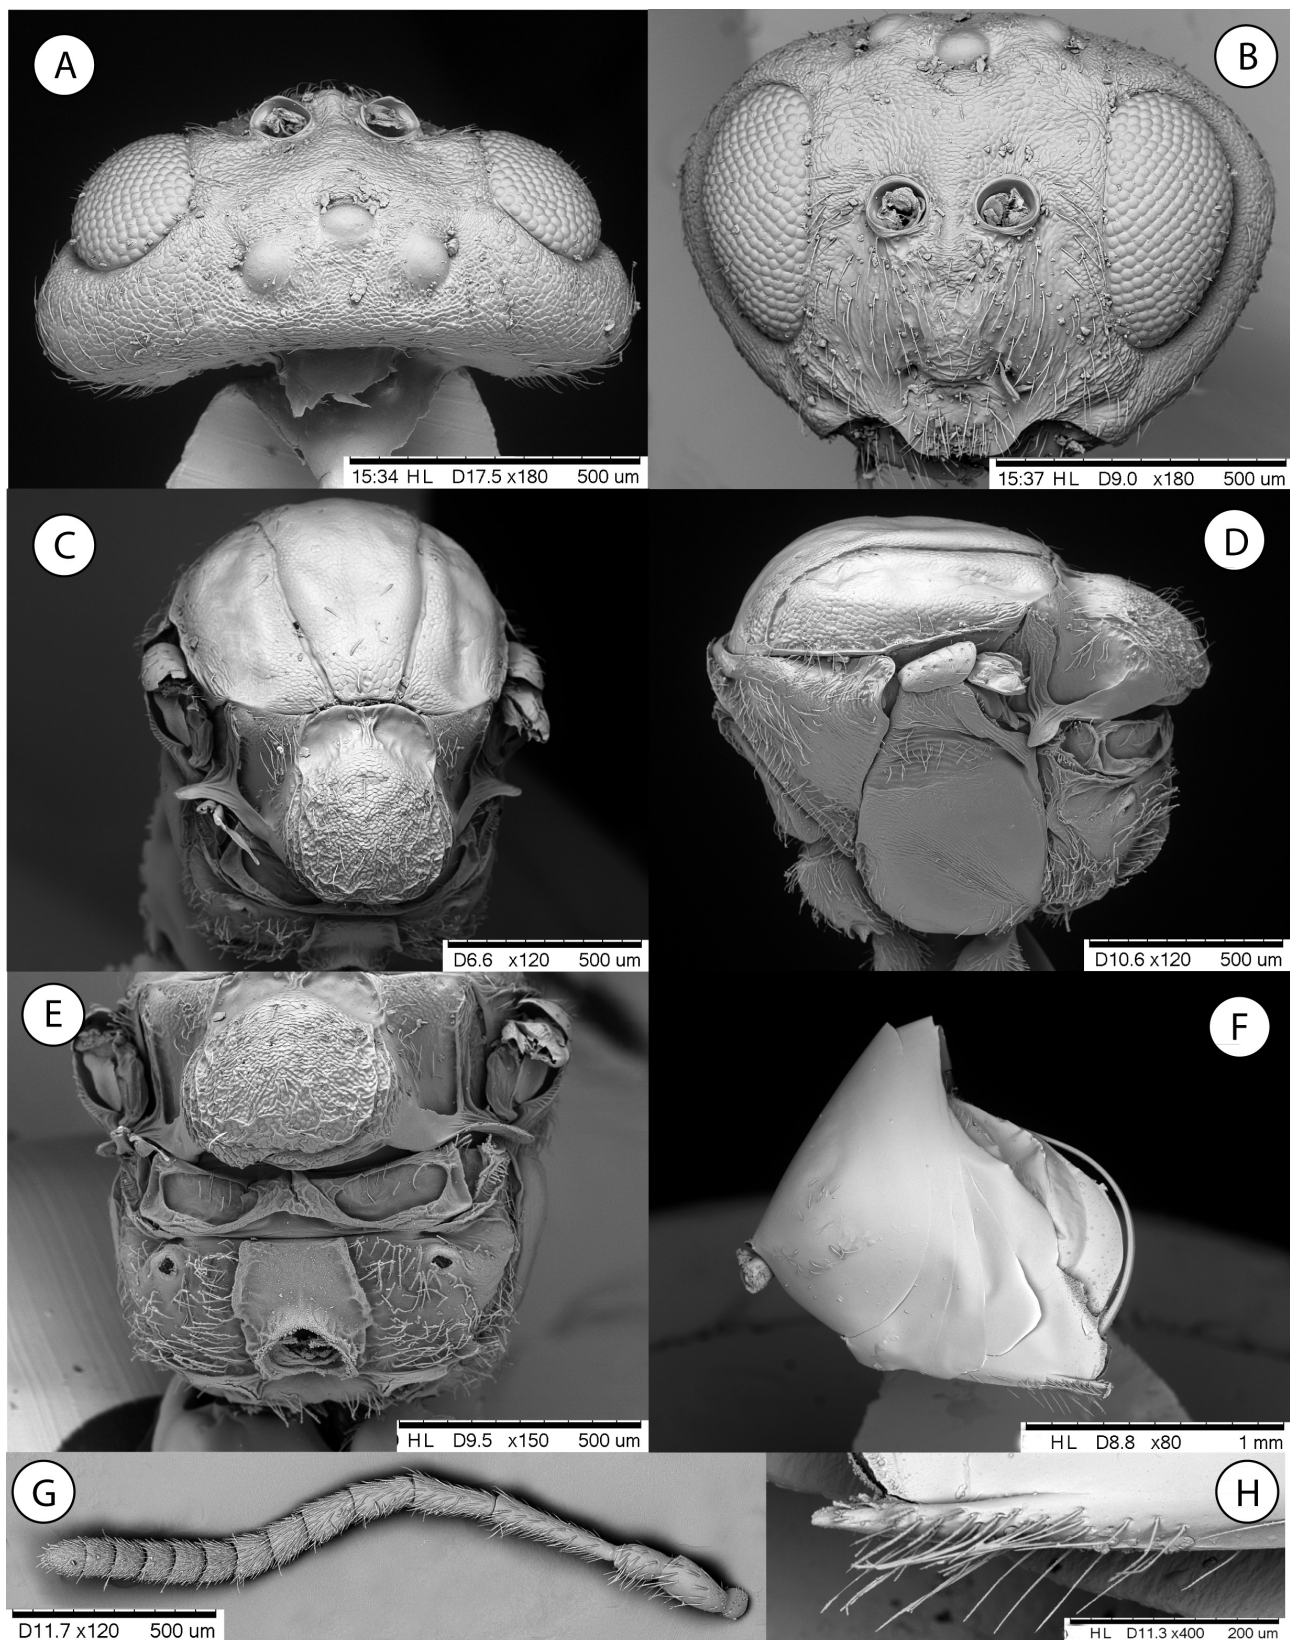 A
B
15:34 HL D17.5 x180 500 um
15:37 HL D9.0 x180 500 um
C
D
D6.6 x120 500 um
D10.6 x120 500 um
E
F
HL D9.5 x150 500 um
HL D8.8 x80 1 mm
G
H
D11.7 x120 500 um
HL D11.3 x400 200 um